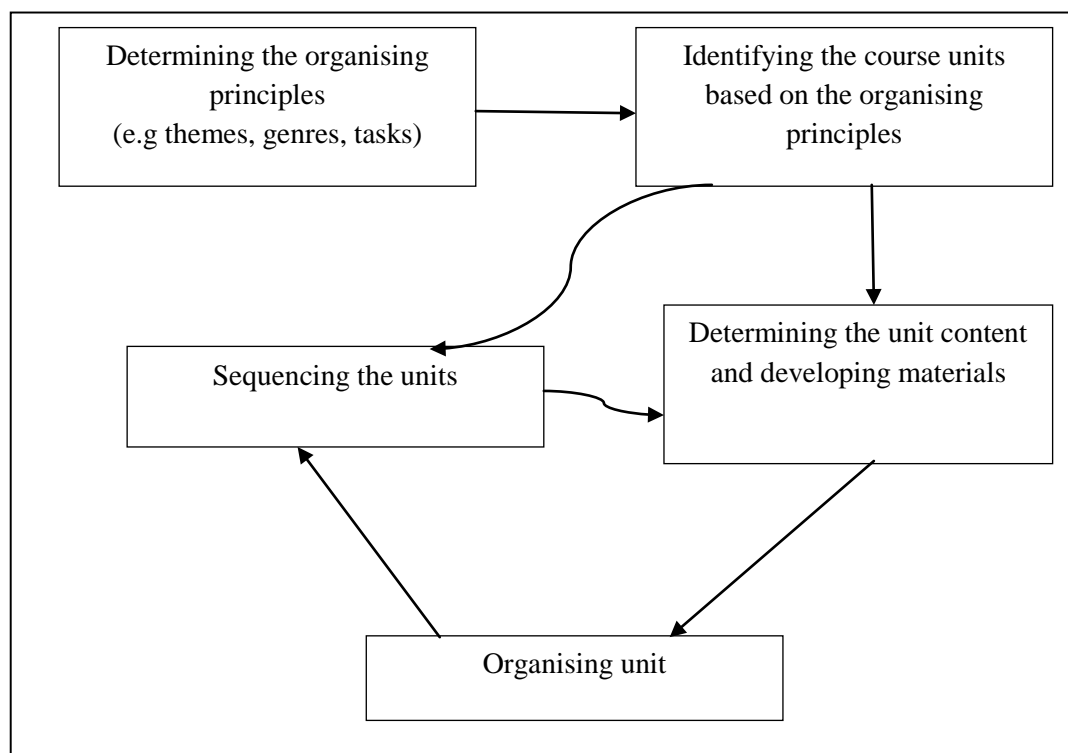 Determining the organising
principles
(e.g themes, genres, tasks)
Identifying the course units
based on the organising
principles
Sequencing the units
Determining the unit content
and developing materials
Organising unit